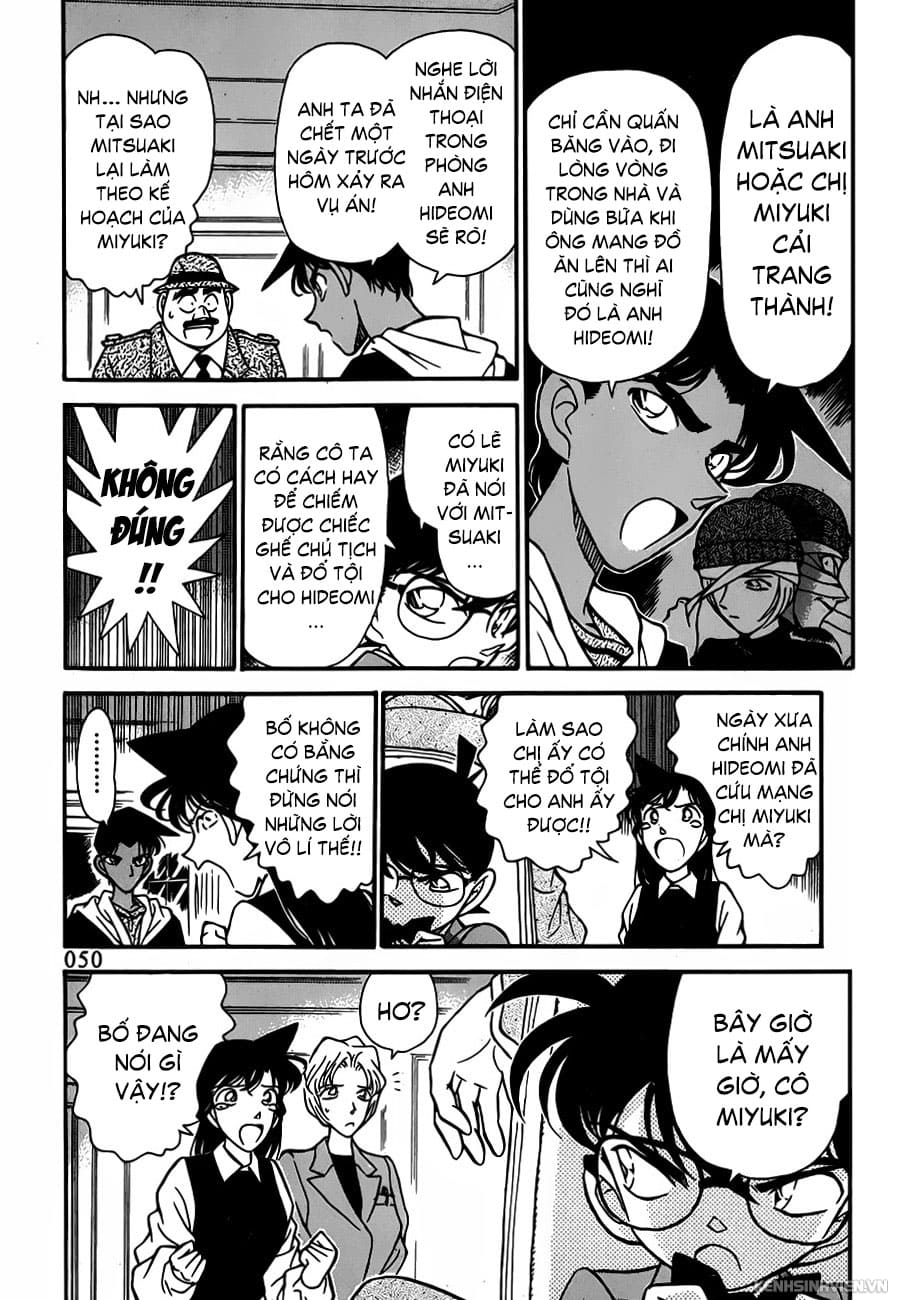 LÀ ANH
MITSUAKI
HOẶC CHỊ
MIYUKI
CẢI
TRANG
THÀNH!
CHỈ CẦN QUẤN
BĂNG VÀO, ĐI
LÒNG VÒNG
TRONG NHÀ VÀ
DÙNG BỮA KHI
ÔNG MANG ĐỒ
ĂN LÊN THÌ AI
CŨNG NGHĨ
ĐÓ LÀ ANH
HIDEOMI!
NGHE LỜI
NHẮN ĐIỆN
THOẠI
TRONG
PHÒNG
ANH
HIDEOMI
SẼ RÕ!
ANH TA ĐÃ
CHẾT MỘT
NGÀY TRƯỚC
HÔM XẢY RA
VỤ ÁN!
NH... NHƯNG
TẠI SAO
MITSUAKI
LẠI LÀM
THEO KẾ
HOẠCH CỦA
MIYUKI?
CÓ LẼ
MIYUKI
ĐÃ NÓI
VỚI MIT-
SUAKI
...
RẰNG CÔ TA
CÓ CÁCH HAY
ĐỂ CHIẾM
ĐƯỢC CHIẾC
GHẾ CHỦ TỊCH
VÀ ĐỔ TỘI
CHO HIDEOMI
...
KHÔNG
ĐÚNG
!!
NGÀY XƯA
CHÍNH ANH
HIDEOMI ĐÃ
CỨU MẠNG
CHỊ MIYUKI
MÀ?
LÀM SAO
CHỊ ẤY CÓ
THỂ ĐỔ TỘI
CHO ANH ẤY
ĐƯỢC!!
BỐ KHÔNG
CÓ BẰNG
CHỨNG THÌ
ĐỪNG NÓI
NHỮNG LỜI
VÔ LÍ THẾ!!
........
050
BÂY GIỜ
LÀ MẤY
GIỜ, CÔ
MIYUKI?
HƠ?
BỐ ĐANG
NÓI GÌ
VẬY!?
KENHSINHVIEN.VN